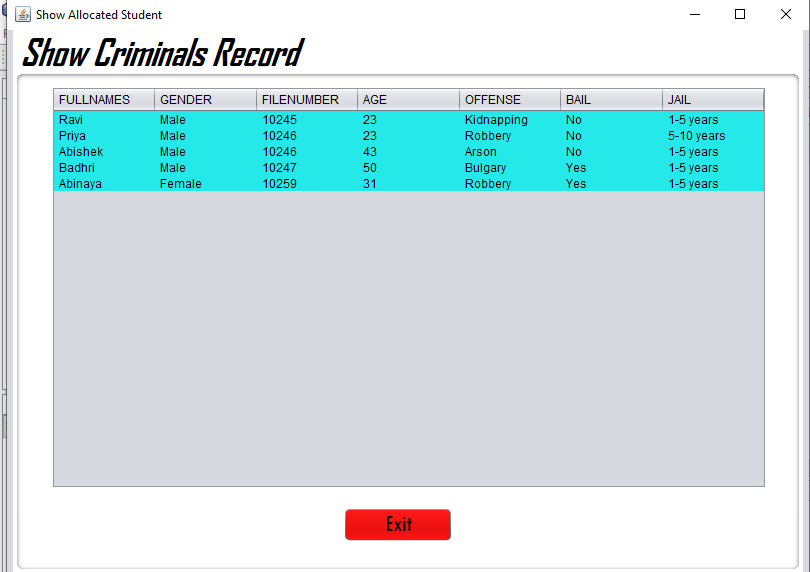 Show Allocated Student
Show Criminals Record
FULLNAMES GENDER FILENUMBER AGE OFFENSE BAIL JAIL
Ravi Male 10245 23 Kidnapping No 1-5 years
Priya Male 10246 23 Robbery No 5-10 years
Abishek Male 10246 43 Arson No 1-5 years
Badhri Male 10247 50 Bulgary Yes 1-5 years
Abinaya Female 10259 31 Robbery Yes 1-5 years
Exit